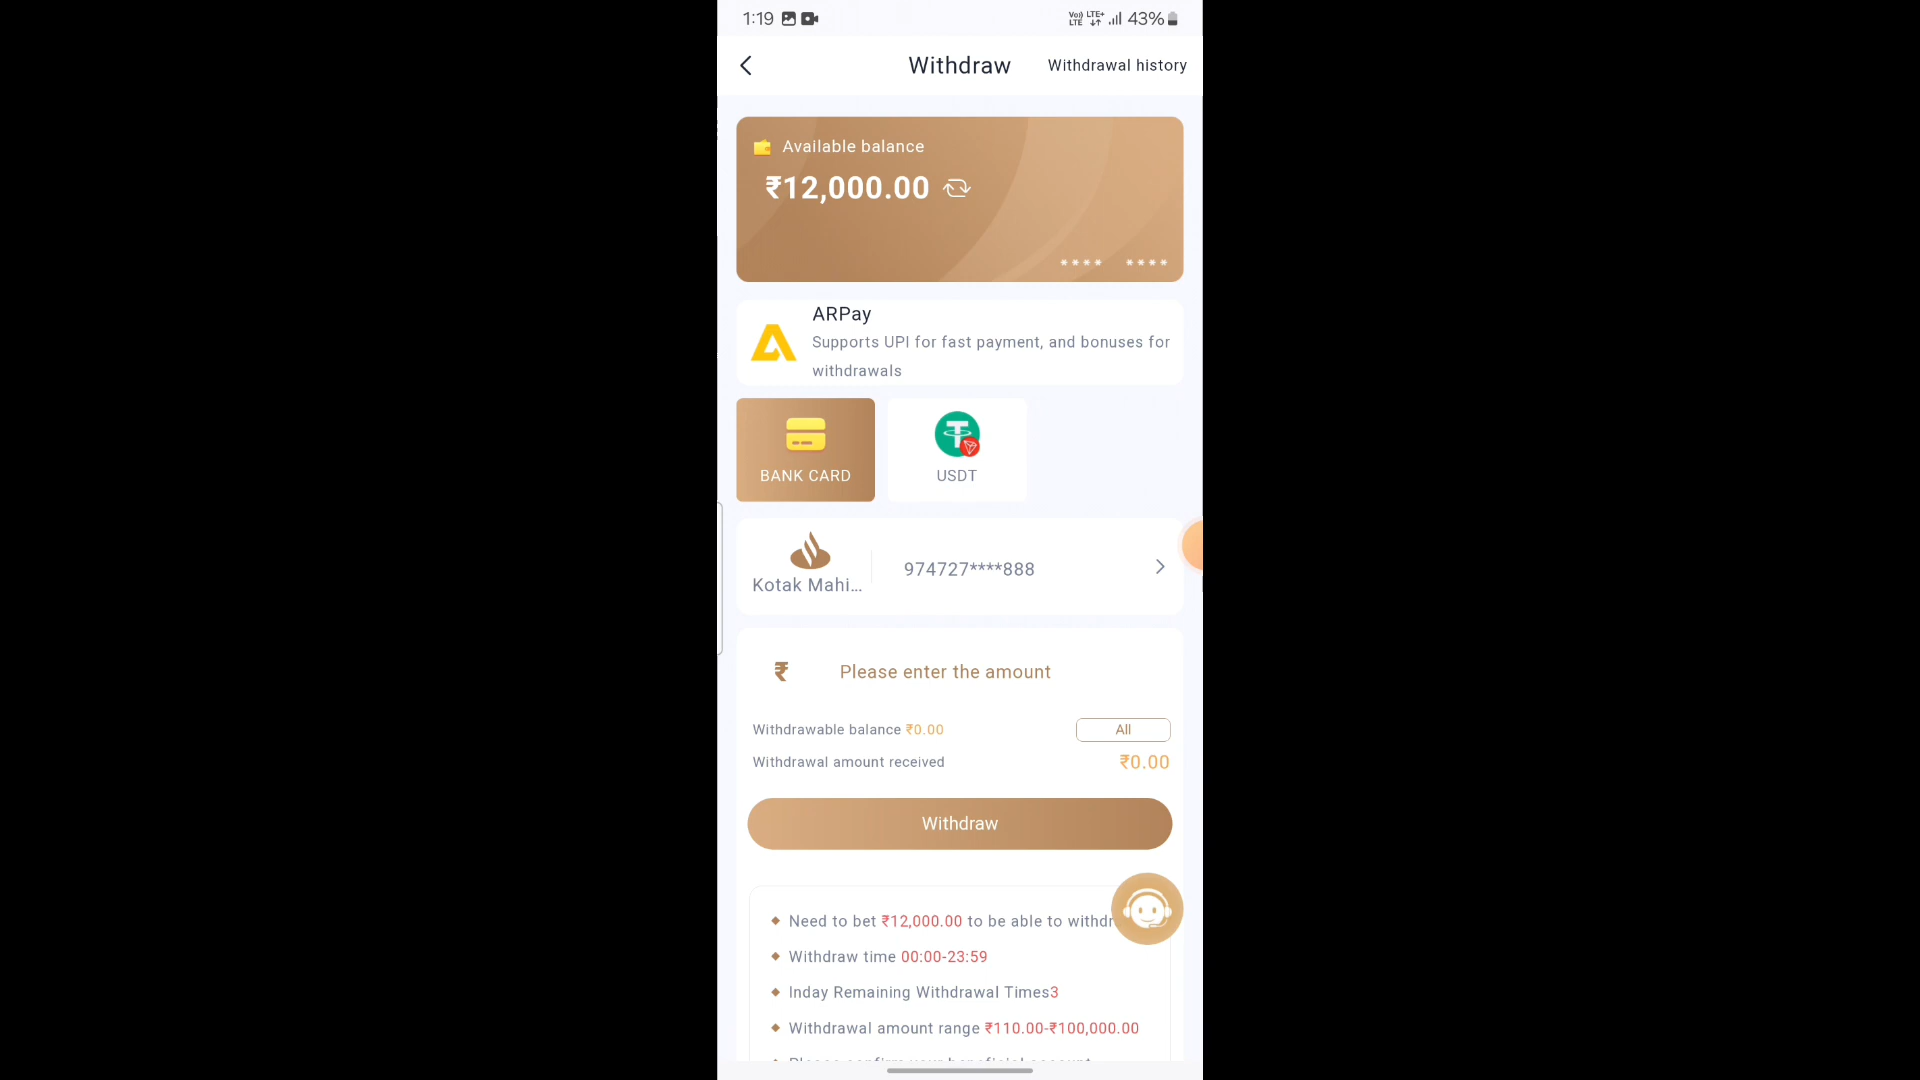 1:19 Vo)) LTE LTE+ 43%
Withdraw Withdrawal history
Available balance
₹12,000.00
**** ****
ARPay
Supports UPI for fast payment, and bonuses for
withdrawals
BANK CARD USDT
Kotak Mahi... 974727****888
₹ Please enter the amount
Withdrawable balance ₹0.00 All
Withdrawal amount received ₹0.00
Withdraw
Need to bet ₹12,000.00 to be able to
Withdraw time 00:00-23:59
Inday Remaining Withdrawal Times3
Withdrawal amount range ₹110.00-₹100,000.00